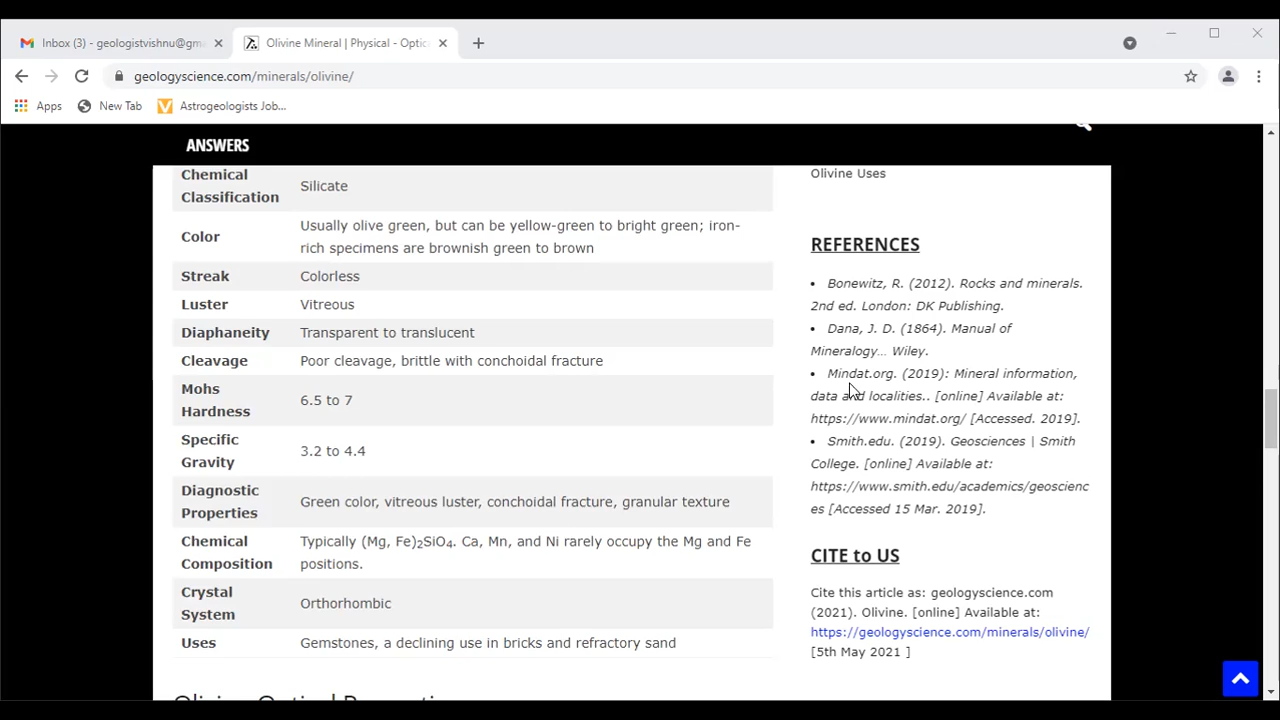 Inbox (3) - geologistvishnu@gma
Olivine Mineral | Physical - Optic
geologyscience.com/minerals/olivine/
Apps
New Tab
Astrogeologists Job...
ANSWERS
Chemical
Classification
Silicate
Color
Usually olive green, but can be yellow-green to bright green; iron-
rich specimens are brownish green to brown
Streak
Colorless
Luster
Vitreous
Diaphaneity
Transparent to translucent
Cleavage
Poor cleavage, brittle with conchoidal fracture
Mohs
Hardness
6.5 to 7
Specific
Gravity
3.2 to 4.4
Diagnostic
Properties
Green color, vitreous luster, conchoidal fracture, granular texture
Chemical
Composition
Typically (Mg, Fe)₂SiO₄. Ca, Mn, and Ni rarely occupy the Mg and Fe
positions.
Crystal
System
Orthorhombic
Uses
Gemstones, a declining use in bricks and refractory sand
Olivine Optical
Olivine Uses
REFERENCES
• Bonewitz, R. (2012). Rocks and minerals.
2nd ed. London: DK Publishing.
• Dana, J. D. (1864). Manual of
Mineralogy… Wiley.
• Mindat.org. (2019): Mineral information,
data and localities.. [online] Available at:
https://www.mindat.org/ [Accessed. 2019].
• Smith.edu. (2019). Geosciences | Smith
College. [online] Available at:
https://www.smith.edu/academics/geoscienc
es [Accessed 15 Mar. 2019].
CITE to US
Cite this article as: geologyscience.com
(2021). Olivine. [online] Available at:
https://geologyscience.com/minerals/olivine/
[5th May 2021 ]